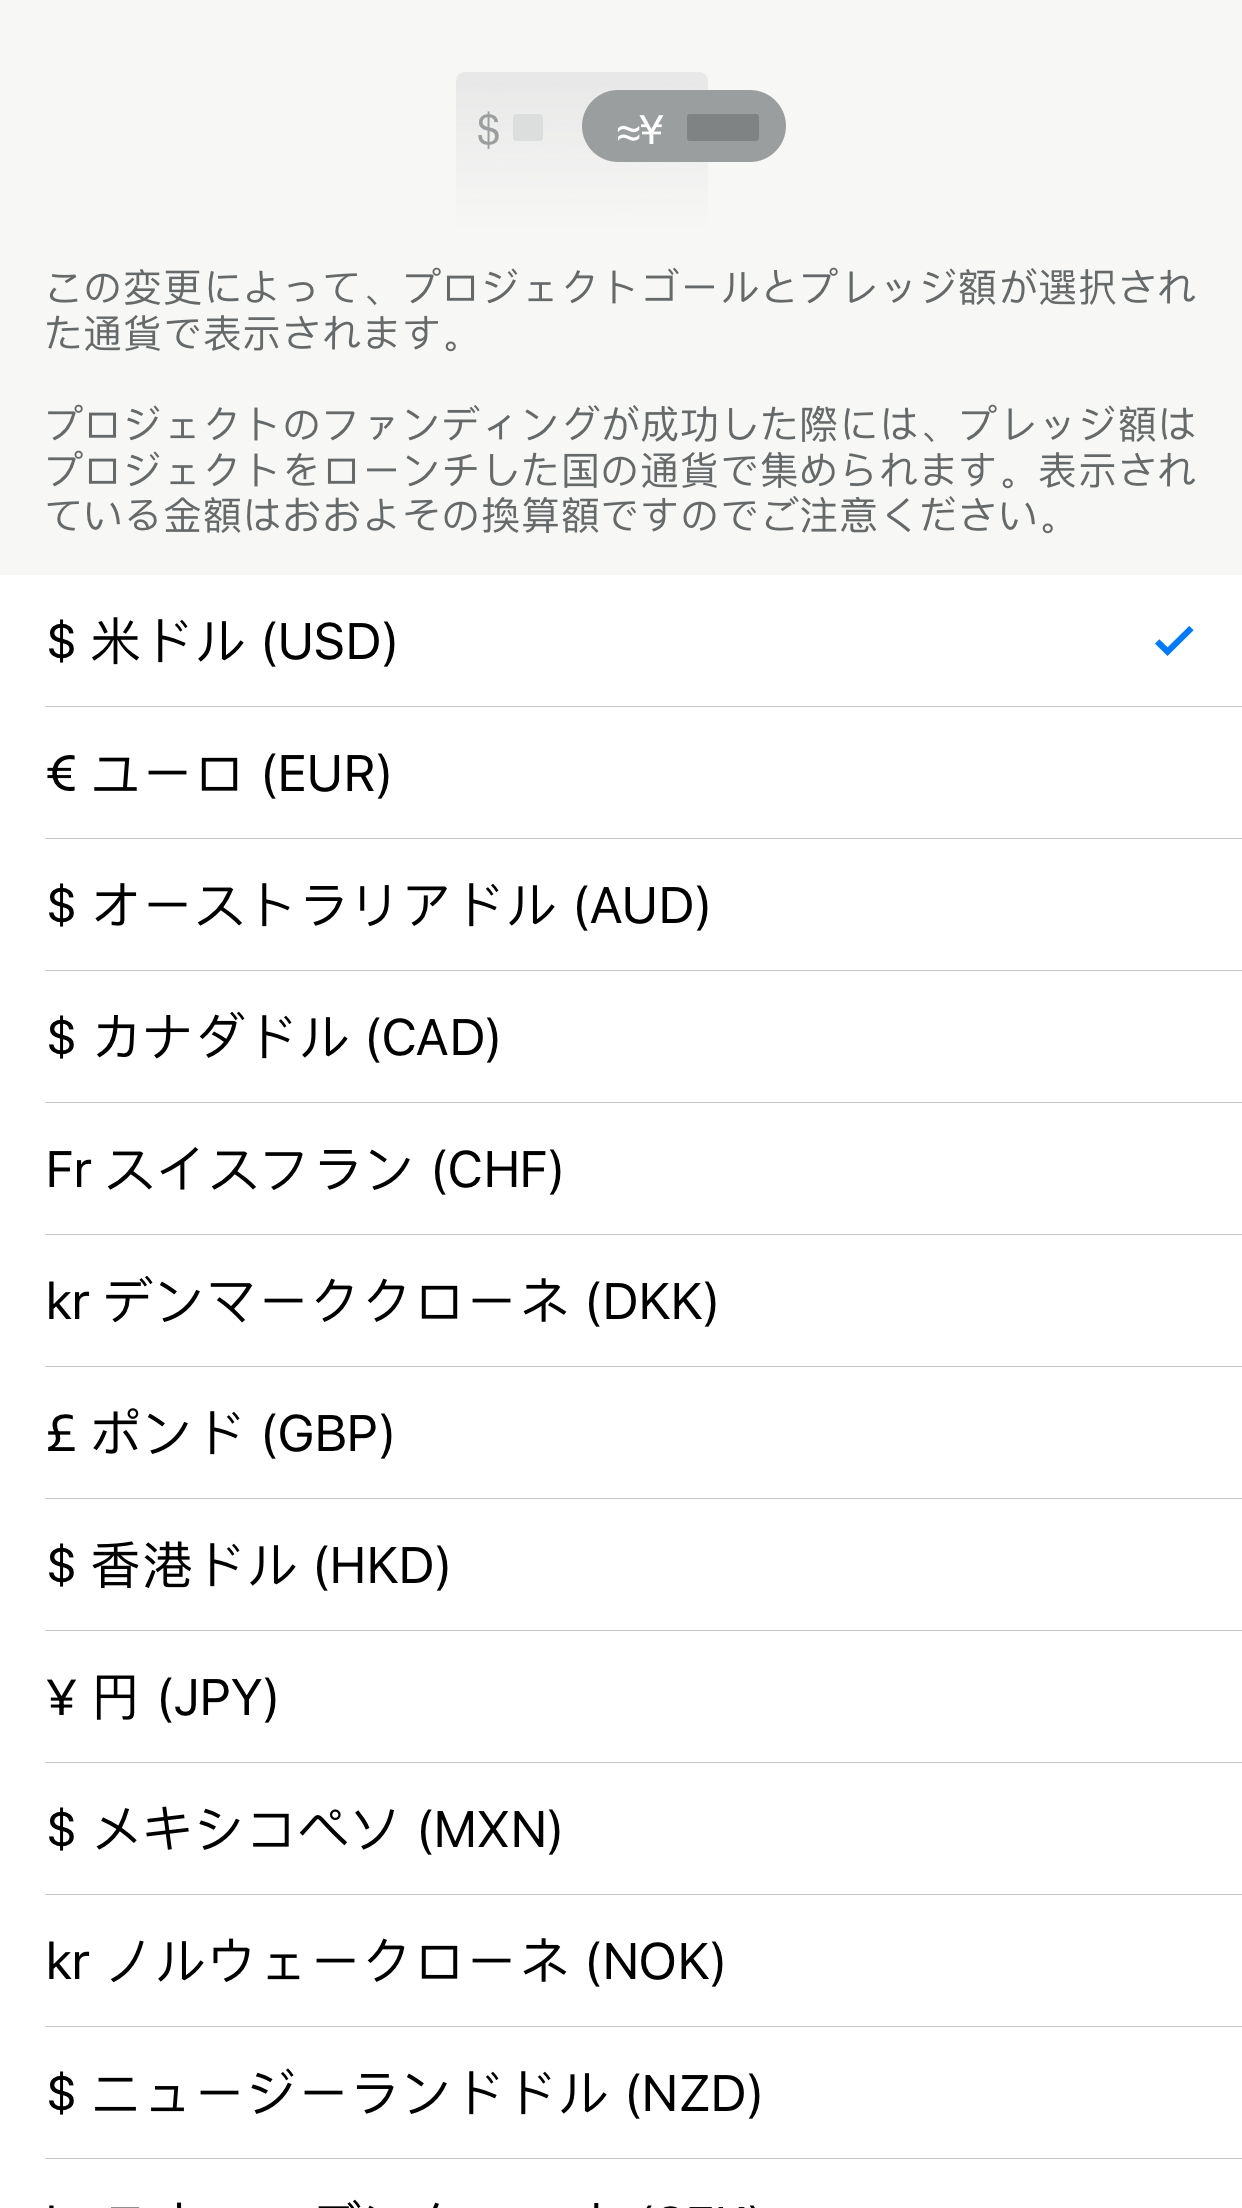 $ ≈¥
この変更によって、プロジェクトゴールとプレッジ額が選択され
た通貨で表示されます。
プロジェクトのファンディングが成功した際には、プレッジ額は
プロジェクトをローンチした国の通貨で集められます。表示され
ている金額はおおよその換算額ですのでご注意ください。
$ 米ドル (USD)
€ ユーロ (EUR)
$ オーストラリアドル (AUD)
$ カナダドル (CAD)
Fr スイスフラン (CHF)
kr デンマーククローネ (DKK)
£ ポンド (GBP)
$ 香港ドル (HKD)
¥ 円 (JPY)
$ メキシコペソ (MXN)
kr ノルウェークローネ (NOK)
$ ニュージーランドドル (NZD)